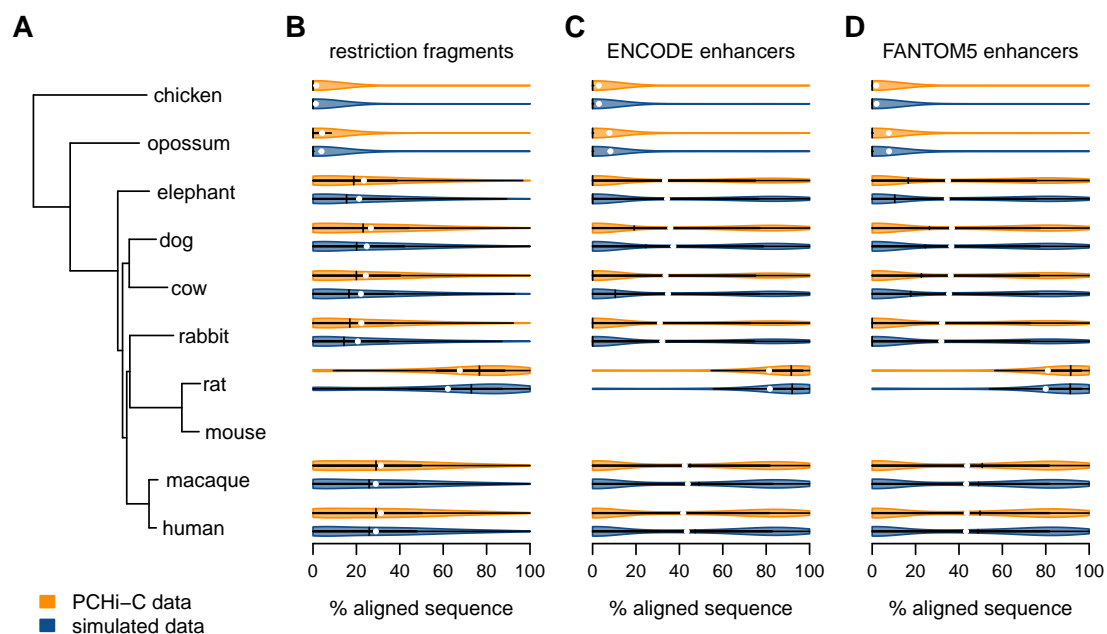 A
B
C
D
restriction fragments
ENCODE enhancers
FANTOM5 enhancers
chicken
opossum
elephant
dog
cow
rabbit
rat
mouse
macaque
human
0 20 40 60 80 100
0 20 40 60 80 100
0 20 40 60 80 100
% aligned sequence
% aligned sequence
% aligned sequence
PCHi−C data
simulated data